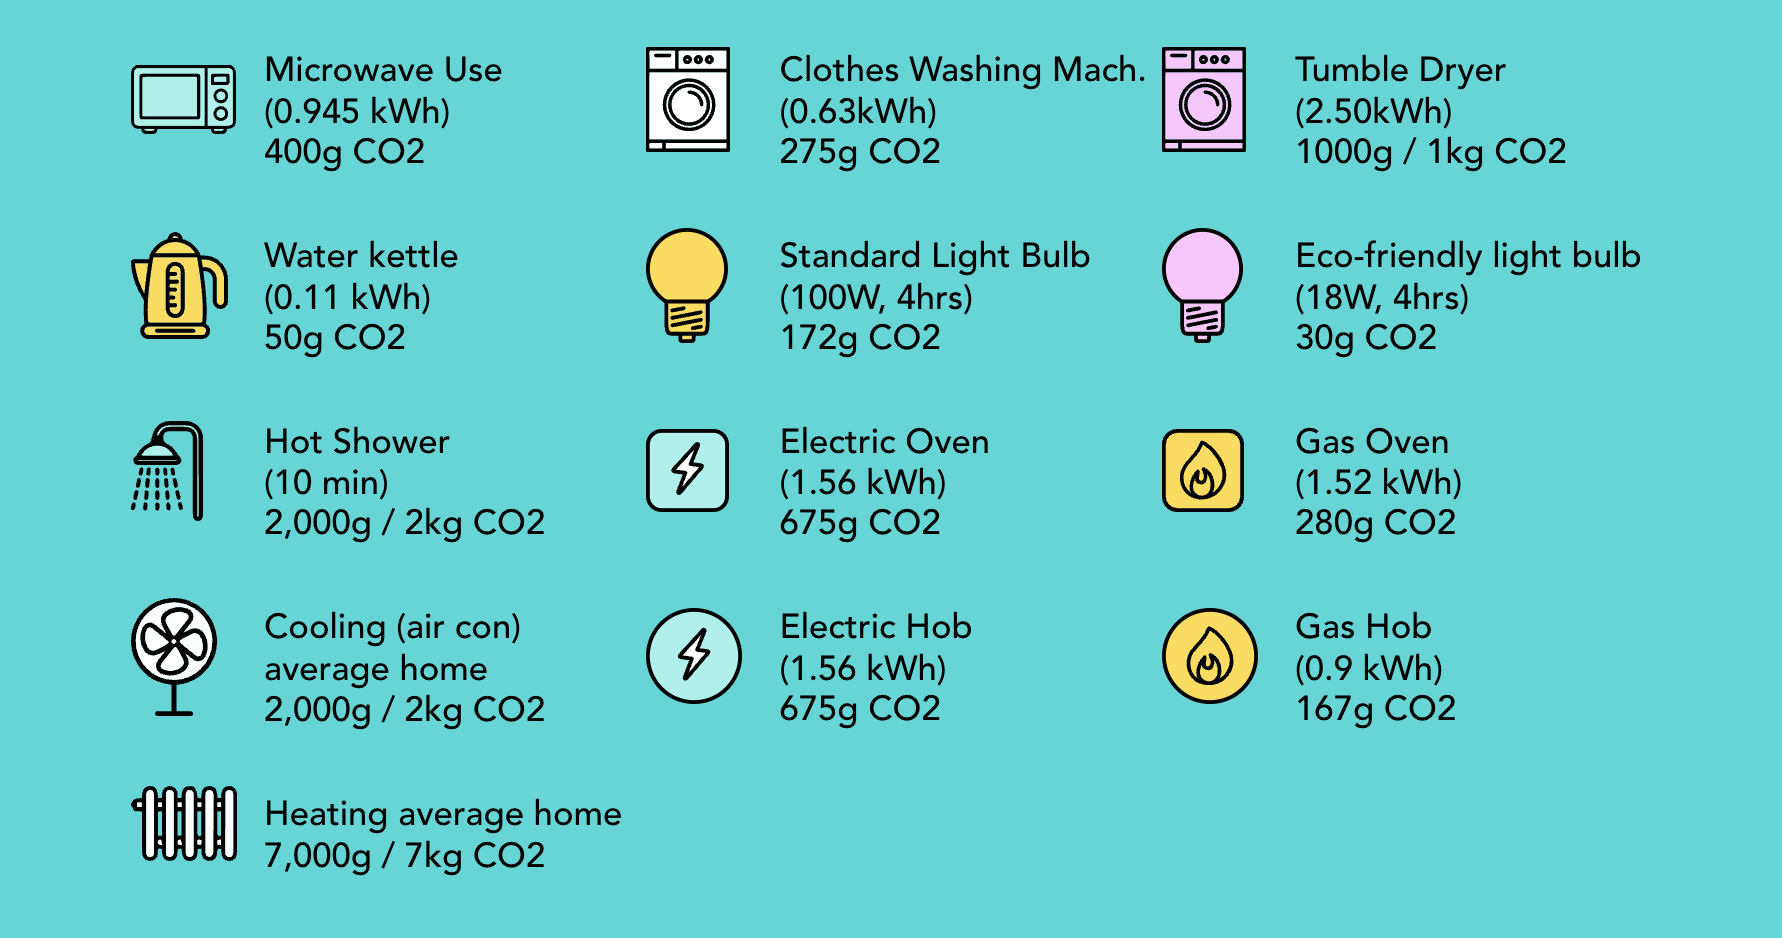 Microwave Use
(0.945 kWh)
400g CO2
Clothes Washing Mach.
(0.63kWh)
275g CO2
Tumble Dryer
(2.50kWh)
1000g / 1kg CO2
Water kettle
(0.11 kWh)
50g CO2
Standard Light Bulb
(100W, 4hrs)
172g CO2
Eco-friendly light bulb
(18W, 4hrs)
30g CO2
Hot Shower
(10 min)
2,000g / 2kg CO2
Electric Oven
(1.56 kWh)
675g CO2
Gas Oven
(1.52 kWh)
280g CO2
Cooling (air con)
average home
2,000g / 2kg CO2
Electric Hob
(1.56 kWh)
675g CO2
Gas Hob
(0.9 kWh)
167g CO2
Heating average home
7,000g / 7kg CO2